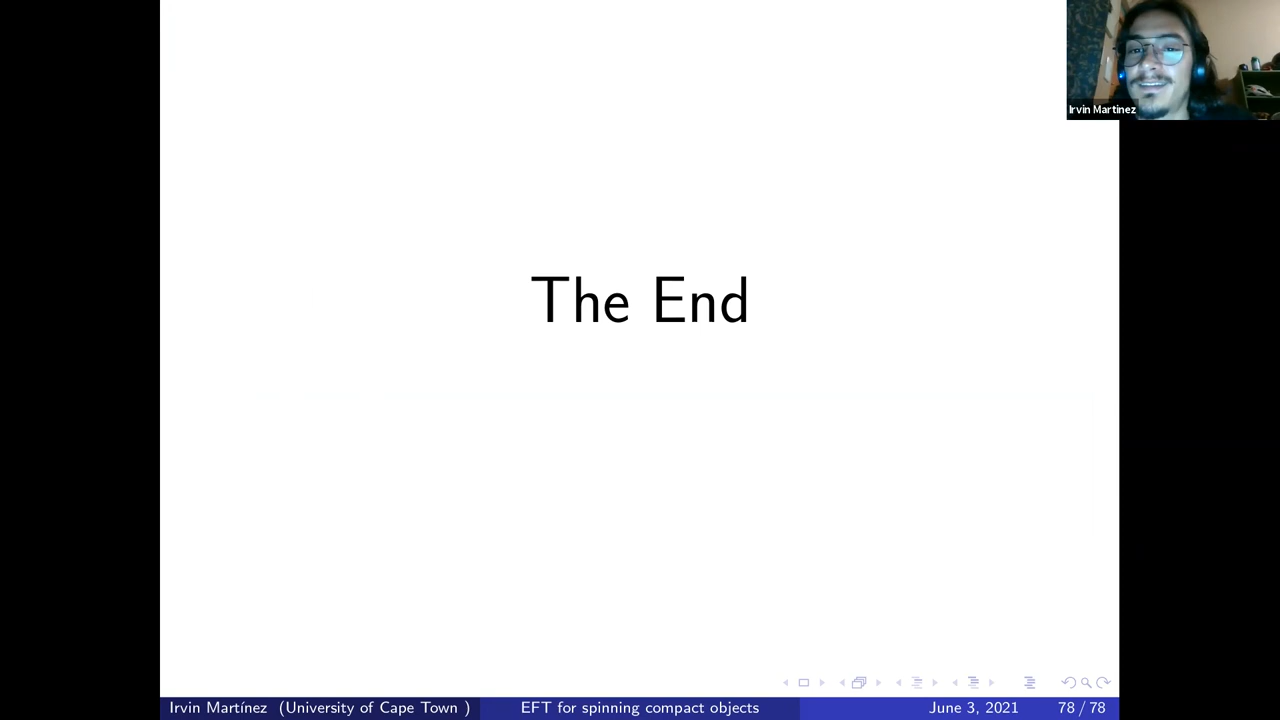 Irvin Martinez
The End
Irvin Martínez (University of Cape Town )
EFT for spinning compact objects
June 3, 2021
78 / 78